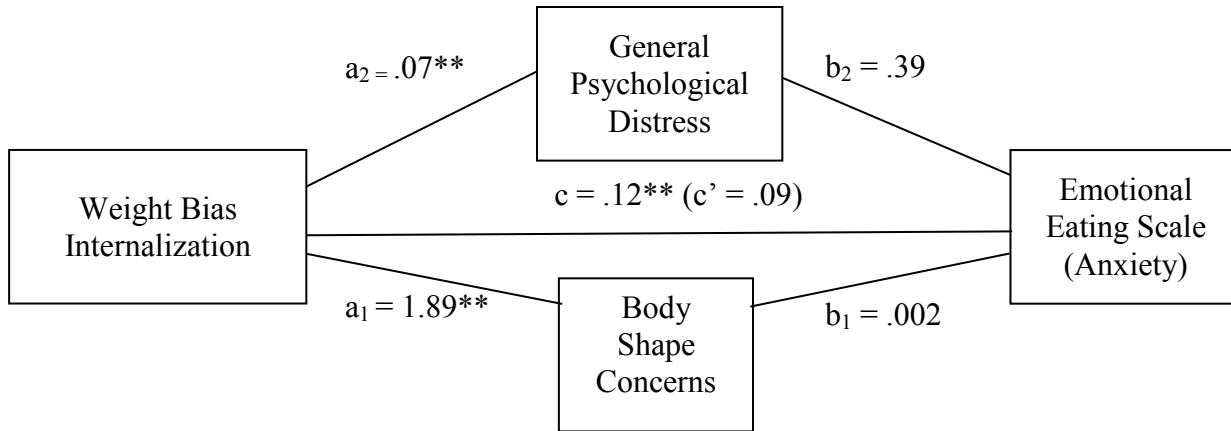 General
Psychological
Distress
a₂ = .07**
b₂ = .39
Weight Bias
Internalization
c = .12** (c’ = .09)
Emotional
Eating Scale
(Anxiety)
a₁ = 1.89**
Body
Shape
Concerns
b₁ = .002